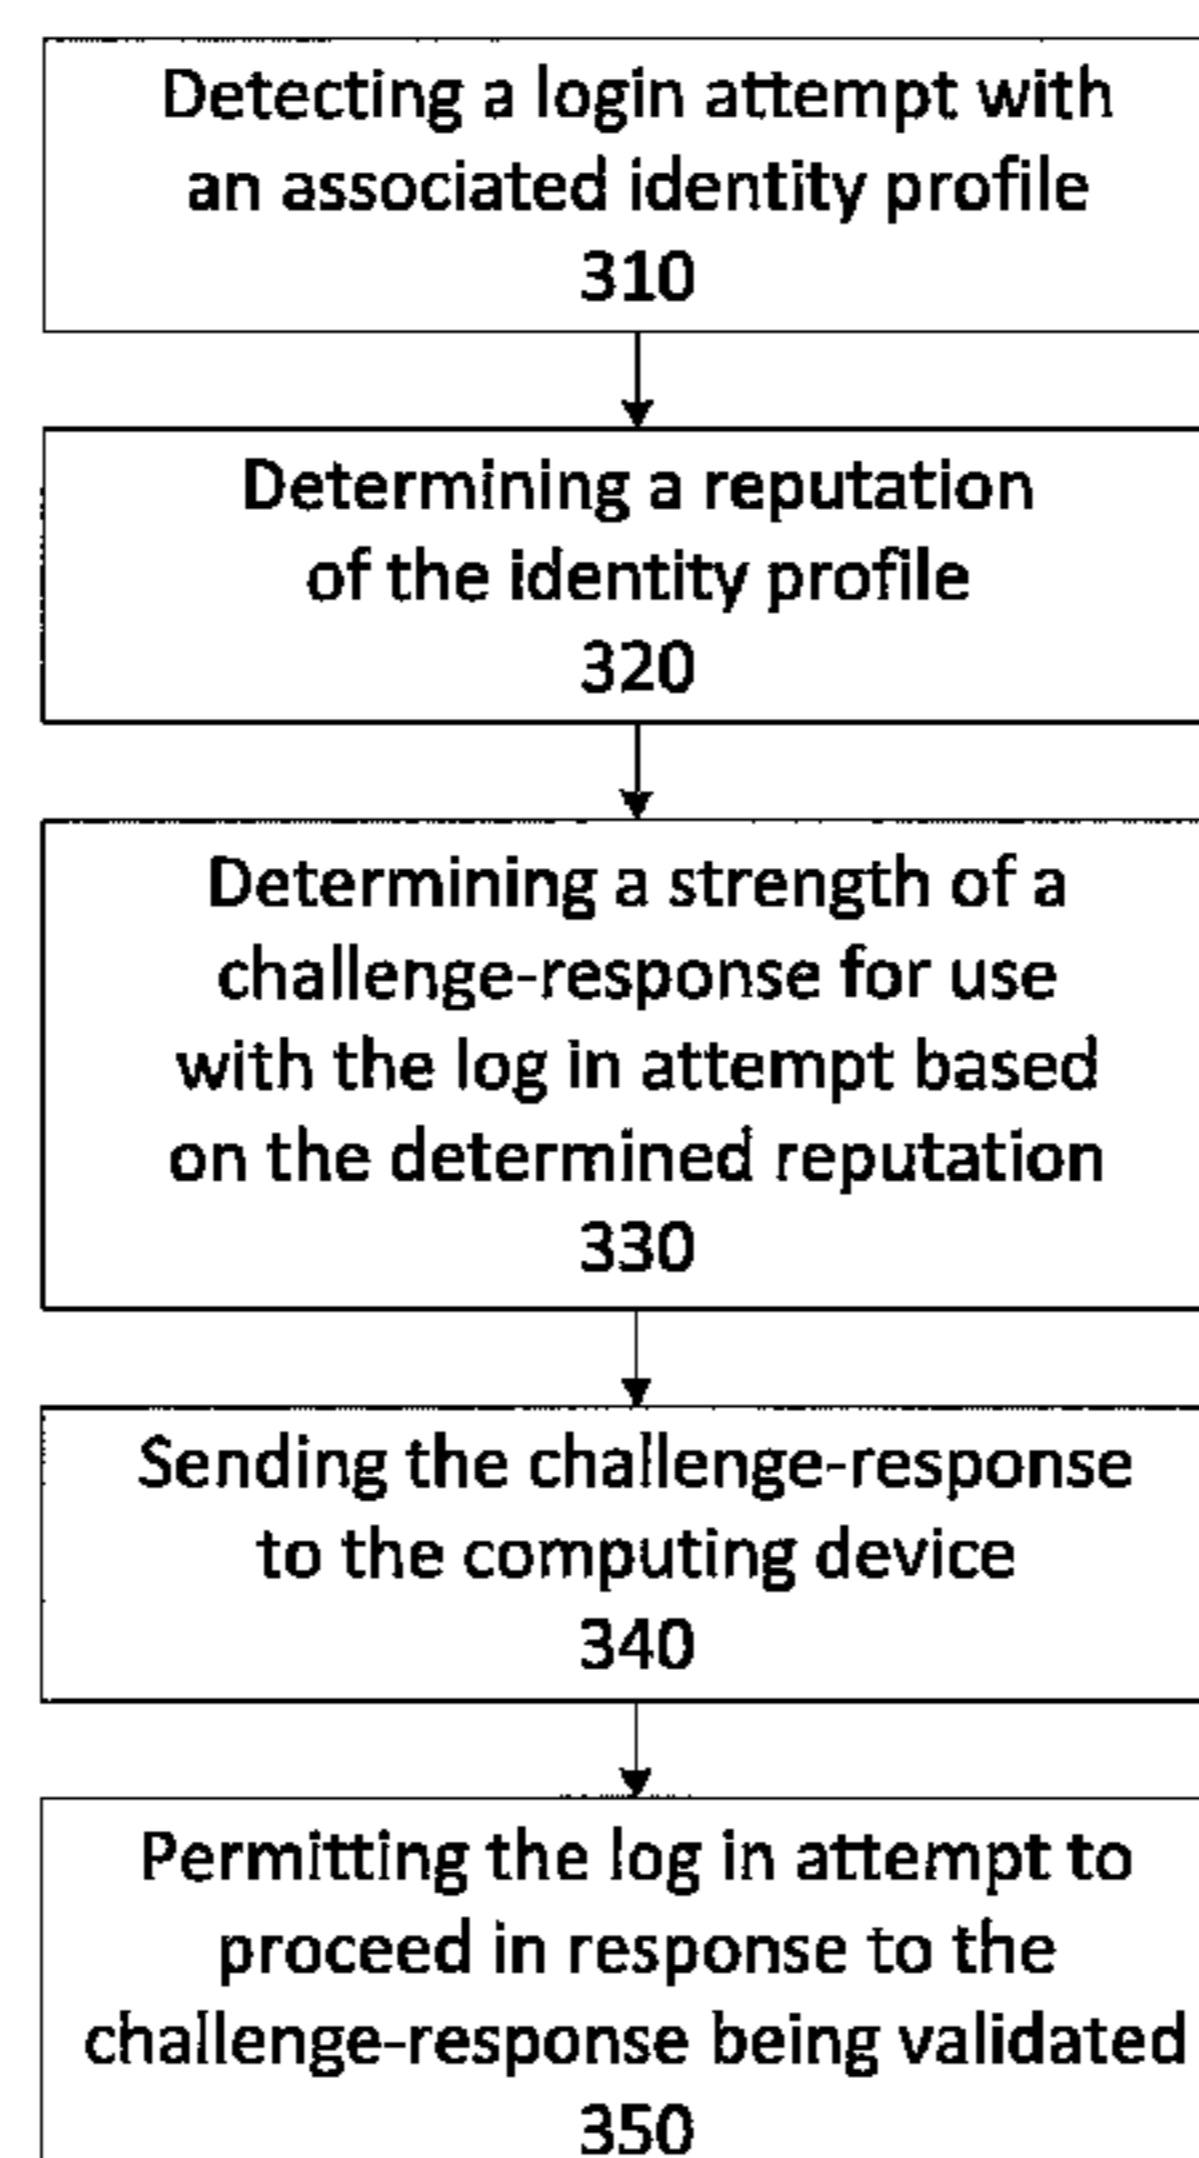 Detecting a login attempt with
an associated identity profile
310
Determining a reputation
of the identity profile
320
Determining a strength of a
challenge-response for use
with the log in attempt based
on the determined reputation
330
Sending the challenge-response
to the computing device
340
Permitting the log in attempt to
proceed in response to the
challenge-response being validated
350